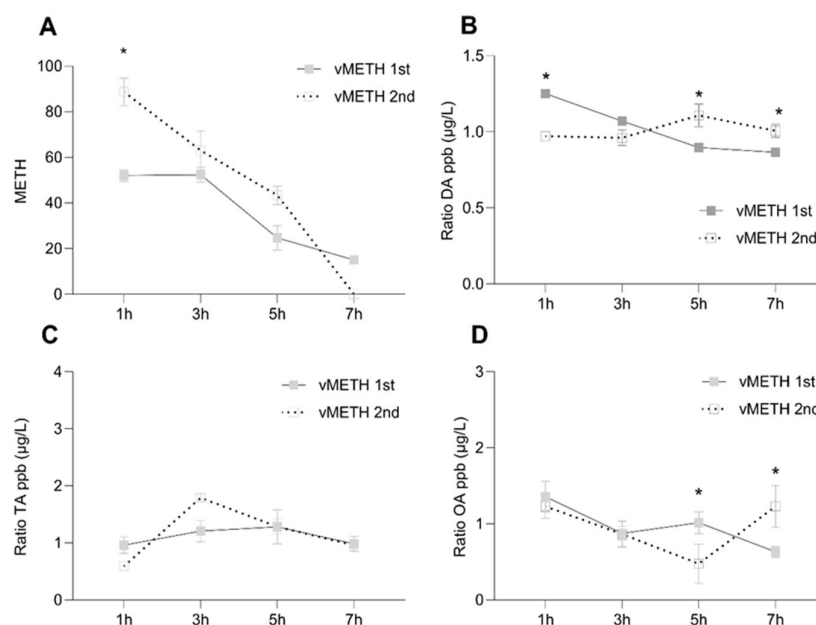 A
*
vMETH 1st
vMETH 2nd
METH
100
80
60
40
20
0
1h 3h 5h 7h
B
* * *
Ratio DA ppb (µg/L)
1.5
1.0
0.5
0.0
vMETH 1st
vMETH 2nd
1h 3h 5h 7h
C
vMETH 1st
vMETH 2nd
Ratio TA ppb (µg/L)
4
3
2
1
0
1h 3h 5h 7h
D
vMETH 1st
vMETH 2nd
* *
Ratio OA ppb (µg/L)
3
2
1
0
1h 3h 5h 7h